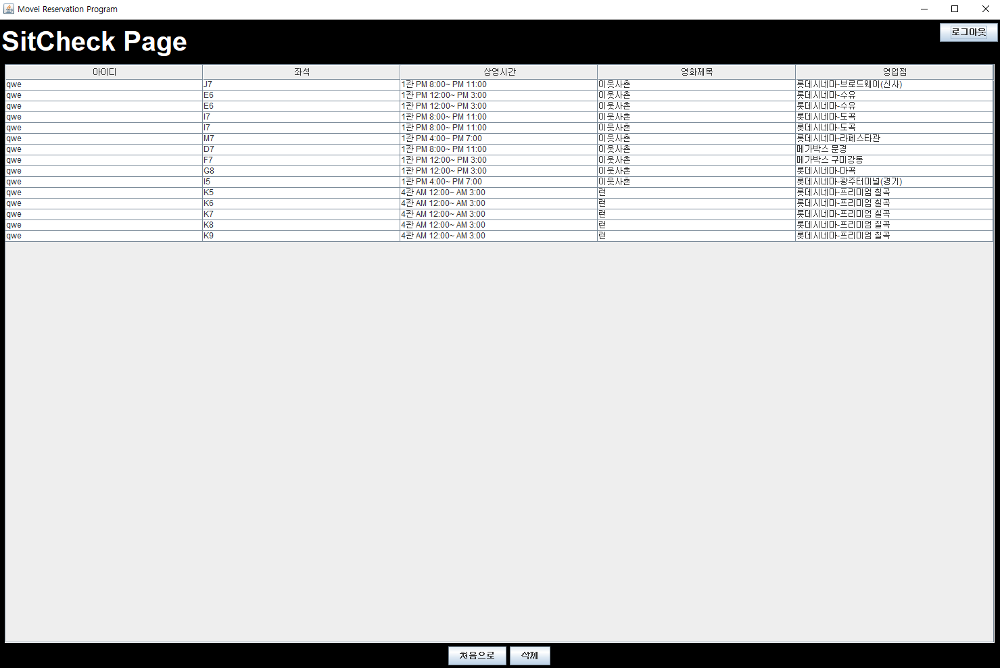 Movei Reservation Program
SitCheck Page
로그아웃
아이디 좌석 상영시간 영화제목 영업점
qwe J7 1관 PM 8:00~ PM 11:00 이웃사촌 롯데시네마-브로드웨이(신사)
qwe E6 1관 PM 12:00~ PM 3:00 이웃사촌 롯데시네마-수유
qwe E6 1관 PM 12:00~ PM 3:00 이웃사촌 롯데시네마-수유
qwe I7 1관 PM 8:00~ PM 11:00 이웃사촌 롯데시네마-도곡
qwe I7 1관 PM 8:00~ PM 11:00 이웃사촌 롯데시네마-도곡
qwe M7 1관 PM 4:00~ PM 7:00 이웃사촌 롯데시네마-라페스타관
qwe D7 1관 PM 8:00~ PM 11:00 이웃사촌 메가박스 문경
qwe F7 1관 PM 12:00~ PM 3:00 이웃사촌 메가박스 구미강동
qwe G8 1관 PM 12:00~ PM 3:00 이웃사촌 롯데시네마-마곡
qwe I5 1관 PM 4:00~ PM 7:00 이웃사촌 롯데시네마-광주터미널(경기)
qwe K5 4관 AM 12:00~ AM 3:00 런 롯데시네마-프리미엄 칠곡
qwe K6 4관 AM 12:00~ AM 3:00 런 롯데시네마-프리미엄 칠곡
qwe K7 4관 AM 12:00~ AM 3:00 런 롯데시네마-프리미엄 칠곡
qwe K8 4관 AM 12:00~ AM 3:00 런 롯데시네마-프리미엄 칠곡
qwe K9 4관 AM 12:00~ AM 3:00 런 롯데시네마-프리미엄 칠곡
처음으로 삭제